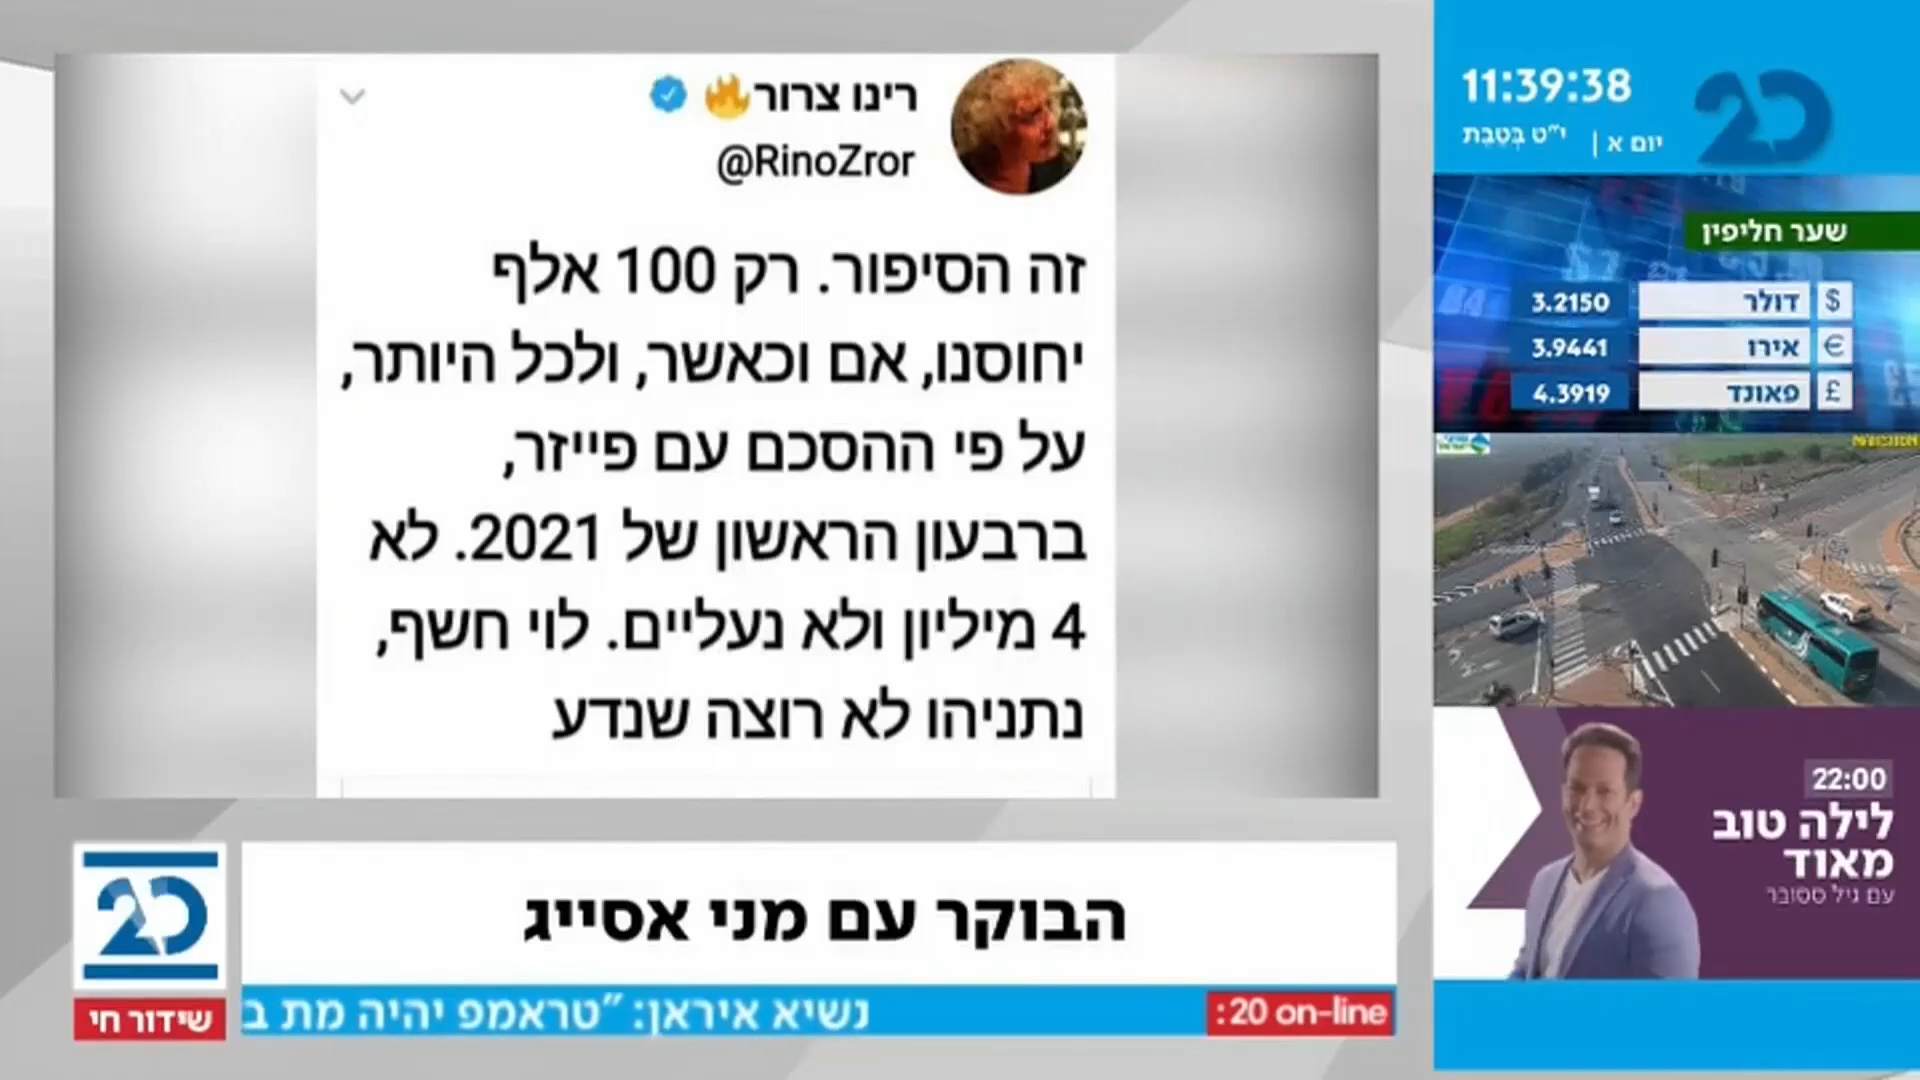 רינו צרור🔥
@RinoZror
זה הסיפור. רק 100 אלף
יחוסנו, אם וכאשר, ולכל היותר,
על פי ההסכם עם פייזר,
ברבעון הראשון של 2021. לא
4 מיליון ולא נעליים. לוי חשף,
נתניהו לא רוצה שנדע
20
הבוקר עם מני אסייג
שידור חי
20 on-line:
נשיא איראן: "טראמפ יהיה מת ב
11:39:38
יום א | י"ט בְּטֵבֵת
20
שער חליפין
$ דולר 3.2150
€ אירו 3.9441
£ פאונד 4.3919
22:00
לילה טוב
מאוד
עם גיל מסובר